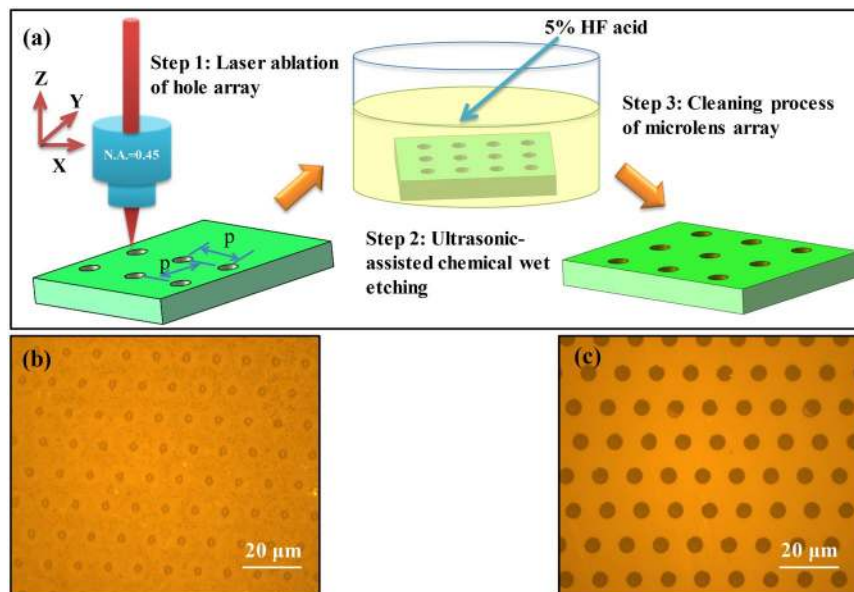 (a)
5% HF acid
Step 1: Laser ablation
of hole array
Z
Y
X
N.A.=0.45
Step 3: Cleaning process
of microlens array
p
p
Step 2: Ultrasonic-
assisted chemical wet
etching
(b)
20 μm
(c)
20 μm